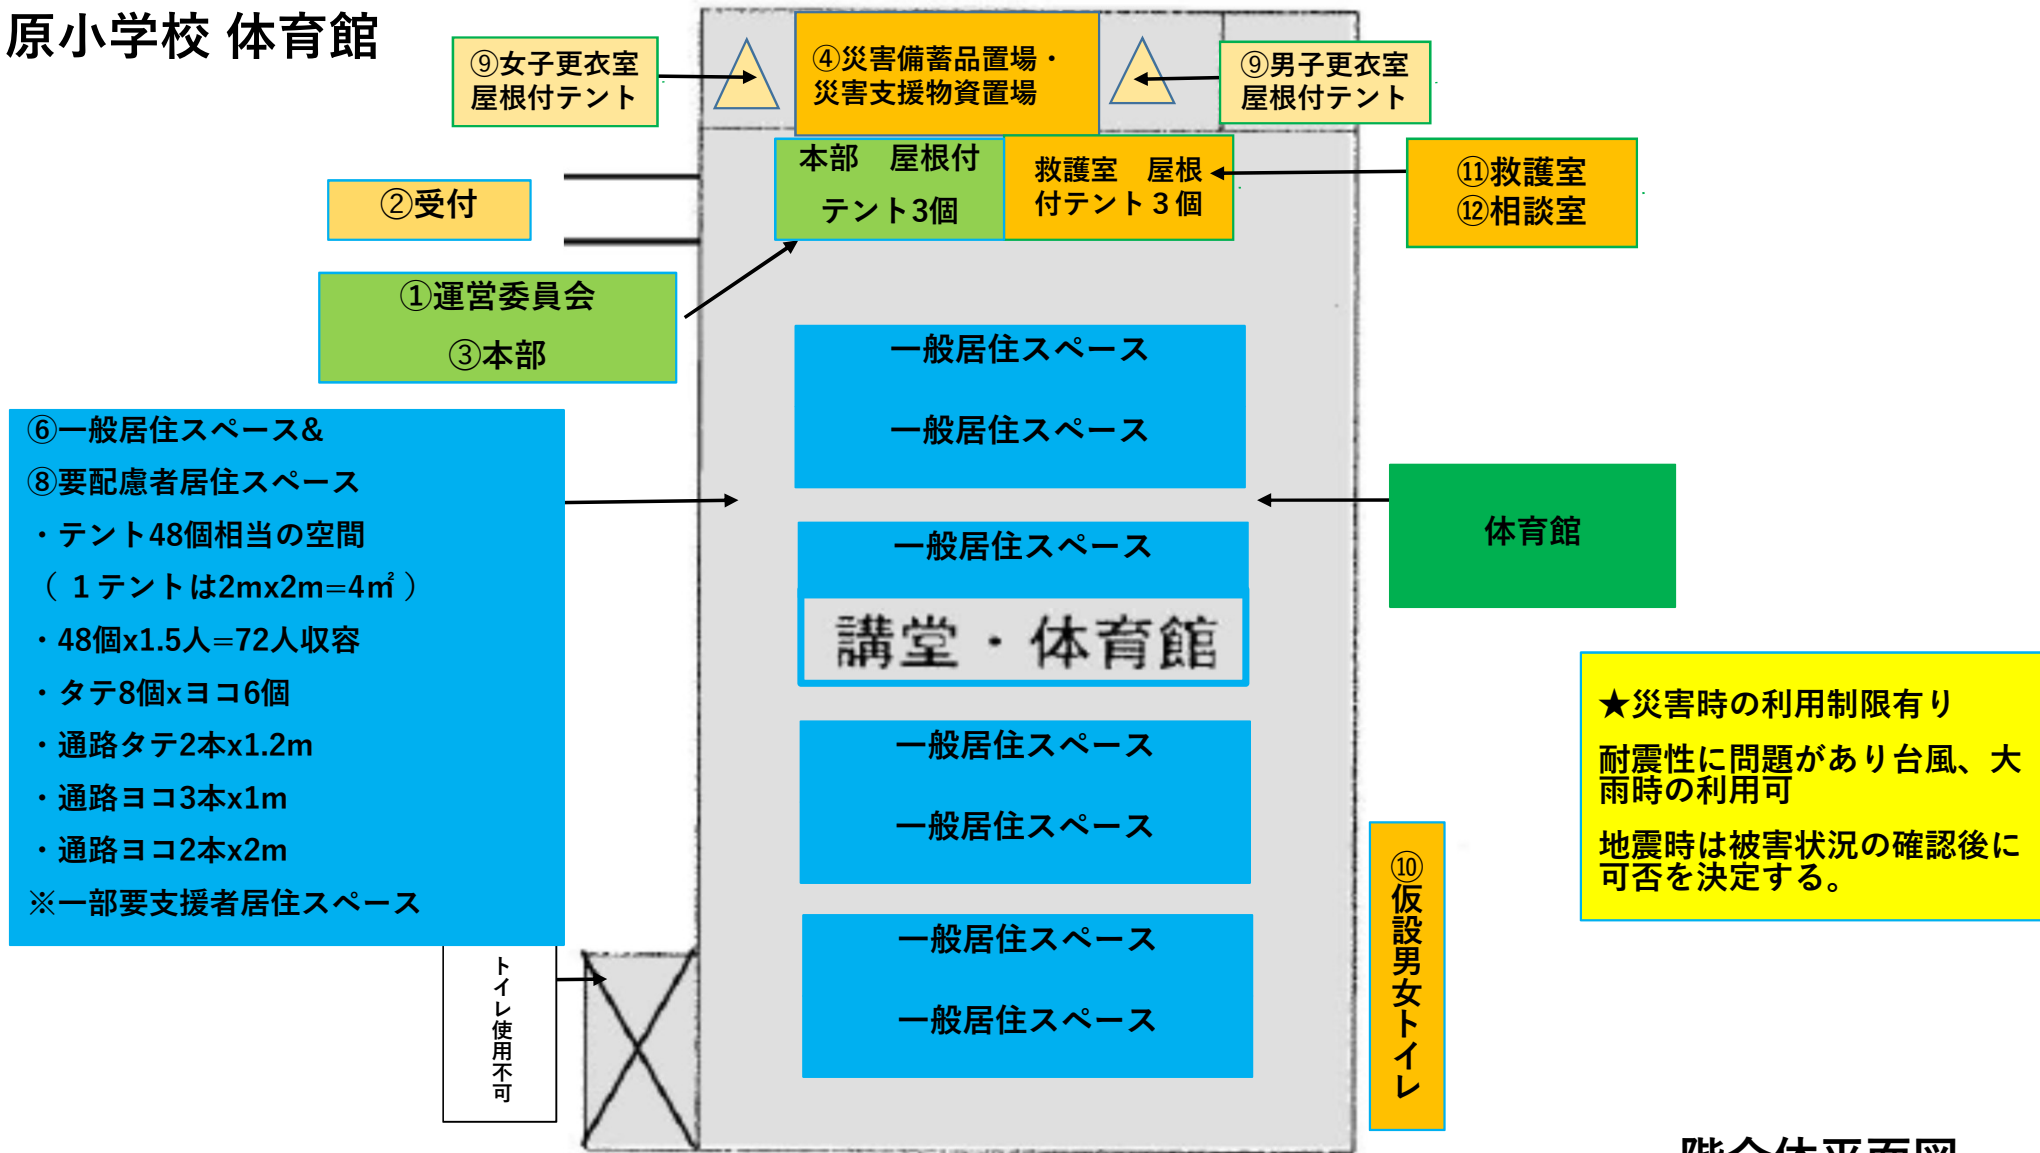 原小学校 体育館
⑨女子更衣室
屋根付テント
④災害備蓄品置場・
災害支援物資置場
⑨男子更衣室
屋根付テント
②受付
本部　屋根付
テント3個
救護室　屋根
付テント３個
⑪救護室
⑫相談室
①運営委員会
③本部
一般居住スペース
一般居住スペース
⑥一般居住スペース&
⑧要配慮者居住スペース
・テント48個相当の空間
（ 1 テントは2mx2m=4㎡ ）
・48個x1.5人=72人収容
・タテ8個xヨコ6個
・通路タテ2本x1.2m
・通路ヨコ3本x1m
・通路ヨコ2本x2m
※一部要支援者居住スペース
体育館
一般居住スペース
講堂・体育館
★災害時の利用制限有り
耐震性に問題があり台風、大
雨時の利用可
地震時は被害状況の確認後に
可否を決定する。
一般居住スペース
一般居住スペース
⑩仮設男女トイレ
一般居住スペース
一般居住スペース
トイレ使用不可
階全体平面図